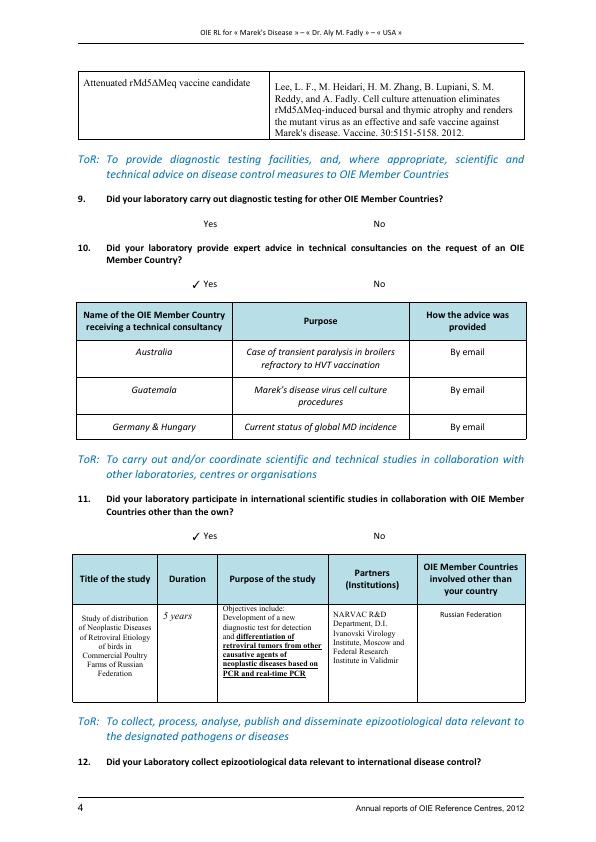 OIE RL for « Marek's Disease » – « Dr. Aly M. Fadly » – « USA »
Attenuated rMd5ΔMeq vaccine candidate
Lee, L. F., M. Heidari, H. M. Zhang, B. Lupiani, S. M.
Reddy, and A. Fadly. Cell culture attenuation eliminates
rMd5ΔMeq-induced bursal and thymic atrophy and renders
the mutant virus as an effective and safe vaccine against
Marek's disease. Vaccine. 30:5151-5158. 2012.
ToR: To provide diagnostic testing facilities, and, where appropriate, scientific and
technical advice on disease control measures to OIE Member Countries
9. Did your laboratory carry out diagnostic testing for other OIE Member Countries?
Yes No
10. Did your laboratory provide expert advice in technical consultancies on the request of an OIE
Member Country?
✓ Yes No
Name of the OIE Member Country
receiving a technical consultancy
Purpose
How the advice was
provided
Australia
Case of transient paralysis in broilers
refractory to HVT vaccination
By email
Guatemala
Marek's disease virus cell culture
procedures
By email
Germany & Hungary
Current status of global MD incidence
By email
ToR: To carry out and/or coordinate scientific and technical studies in collaboration with
other laboratories, centres or organisations
11. Did your laboratory participate in international scientific studies in collaboration with OIE Member
Countries other than the own?
✓ Yes No
Title of the study
Duration
Purpose of the study
Partners
(Institutions)
OIE Member Countries
involved other than
your country
Study of distribution
of Neoplastic Diseases
of Retroviral Etiology
of birds in
Commercial Poultry
Farms of Russian
Federation
5 years
Objectives include:
Development of a new
diagnostic test for detection
and differentiation of
retroviral tumors from other
causative agents of
neoplastic diseases based on
PCR and real-time PCR
NARVAC R&D
Department, D.I.
Ivanovski Virology
Institute, Moscow and
Federal Research
Institute in Validmir
Russian Federation
ToR: To collect, process, analyse, publish and disseminate epizootiological data relevant to
the designated pathogens or diseases
12. Did your Laboratory collect epizootiological data relevant to international disease control?
4 Annual reports of OIE Reference Centres, 2012